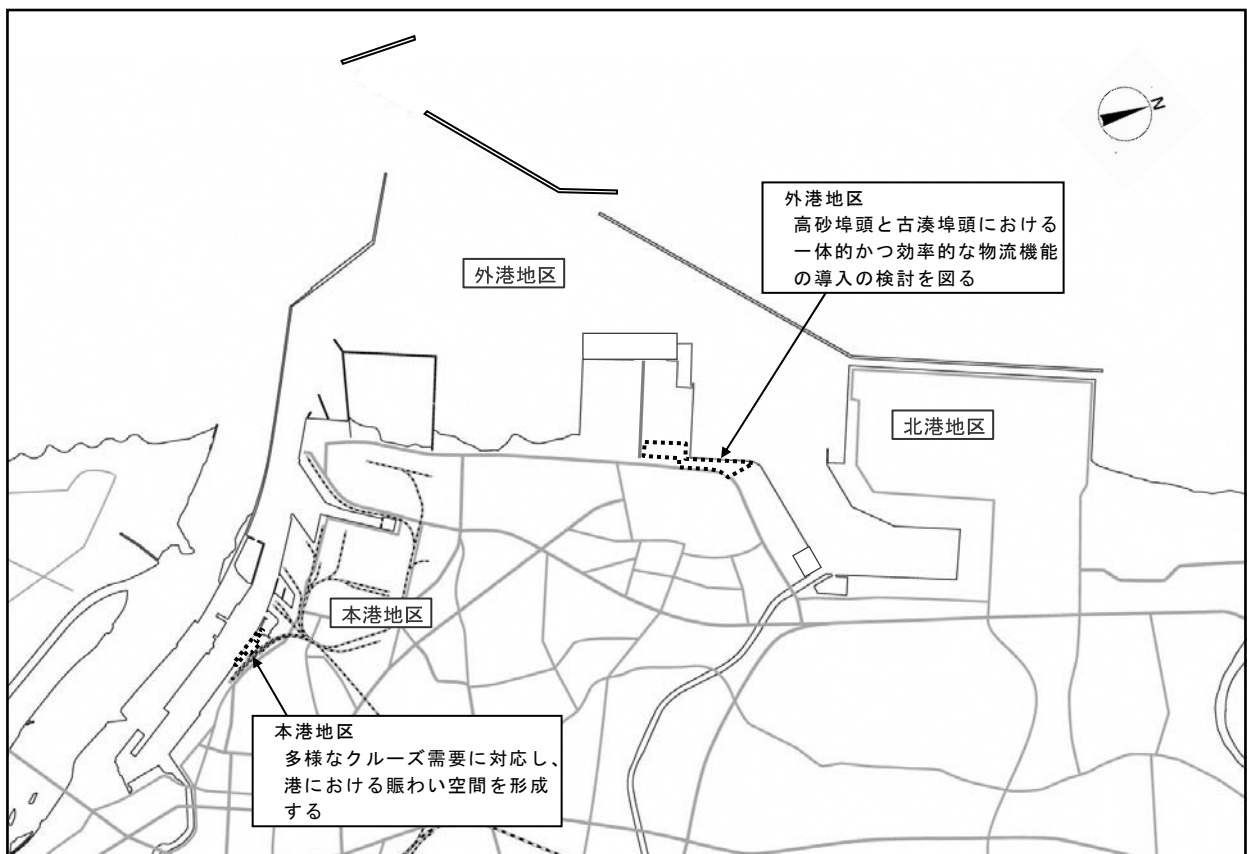 N
外港地区
高砂埠頭と古湊埠頭における
一体的かつ効率的な物流機能
の導入の検討を図る
外港地区
北港地区
本港地区
本港地区
多様なクルーズ需要に対応し、
港における賑わい空間を形成
する